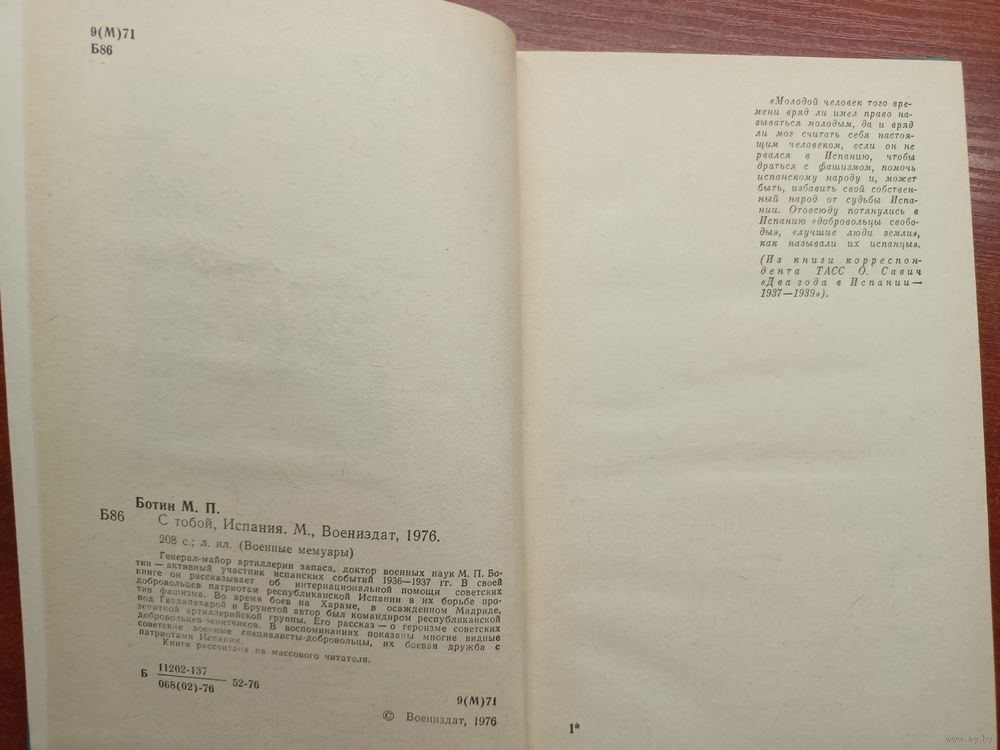 9(М)71
Б86
Ботин М. П.
Б86 С тобой, Испания. М., Воениздат, 1976.
208 с.; л. ил. (Военные мемуары)
Генерал-майор артиллерии запаса, доктор военных наук М. П. Бо-
тин — активный участник испанских событий 1936—1937 гг. В своей
книге он рассказывает об интернациональной помощи советских
добровольцев патриотам республиканской Испании в их борьбе про-
тив фашизма. Во время боев на Хараме, в осажденном Мадриде,
под Гвадалахарой и Брунетой автор был командиром республиканской
зенитной артиллерийской группы. Его рассказ — о героизме советских
добровольцев-зенитчиков. В воспоминаниях показаны многие видные
советские военные специалисты-добровольцы, их боевая дружба с
патриотами Испании.
Книга рассчитана на массового читателя.
Б 11202-137
068(02)-76 52-76
9(М)71
© Воениздат, 1976
«Молодой человек того вре-
мени вряд ли имел право на-
зываться молодым, да и вряд
ли мог считать себя настоя-
щим человеком, если он не
рвался в Испанию, чтобы
драться с фашизмом, помочь
испанскому народу и, может
быть, избавить свой собствен-
ный народ от судьбы Испа-
нии. Отовсюду потянулись в
Испанию «добровольцы свобо-
ды», «лучшие люди земли»,
как называли их испанцы».
(Из книги корреспон-
дента ТАСС О. Савич
«Два года в Испании —
1937—1939»).
1*
www.ay.by